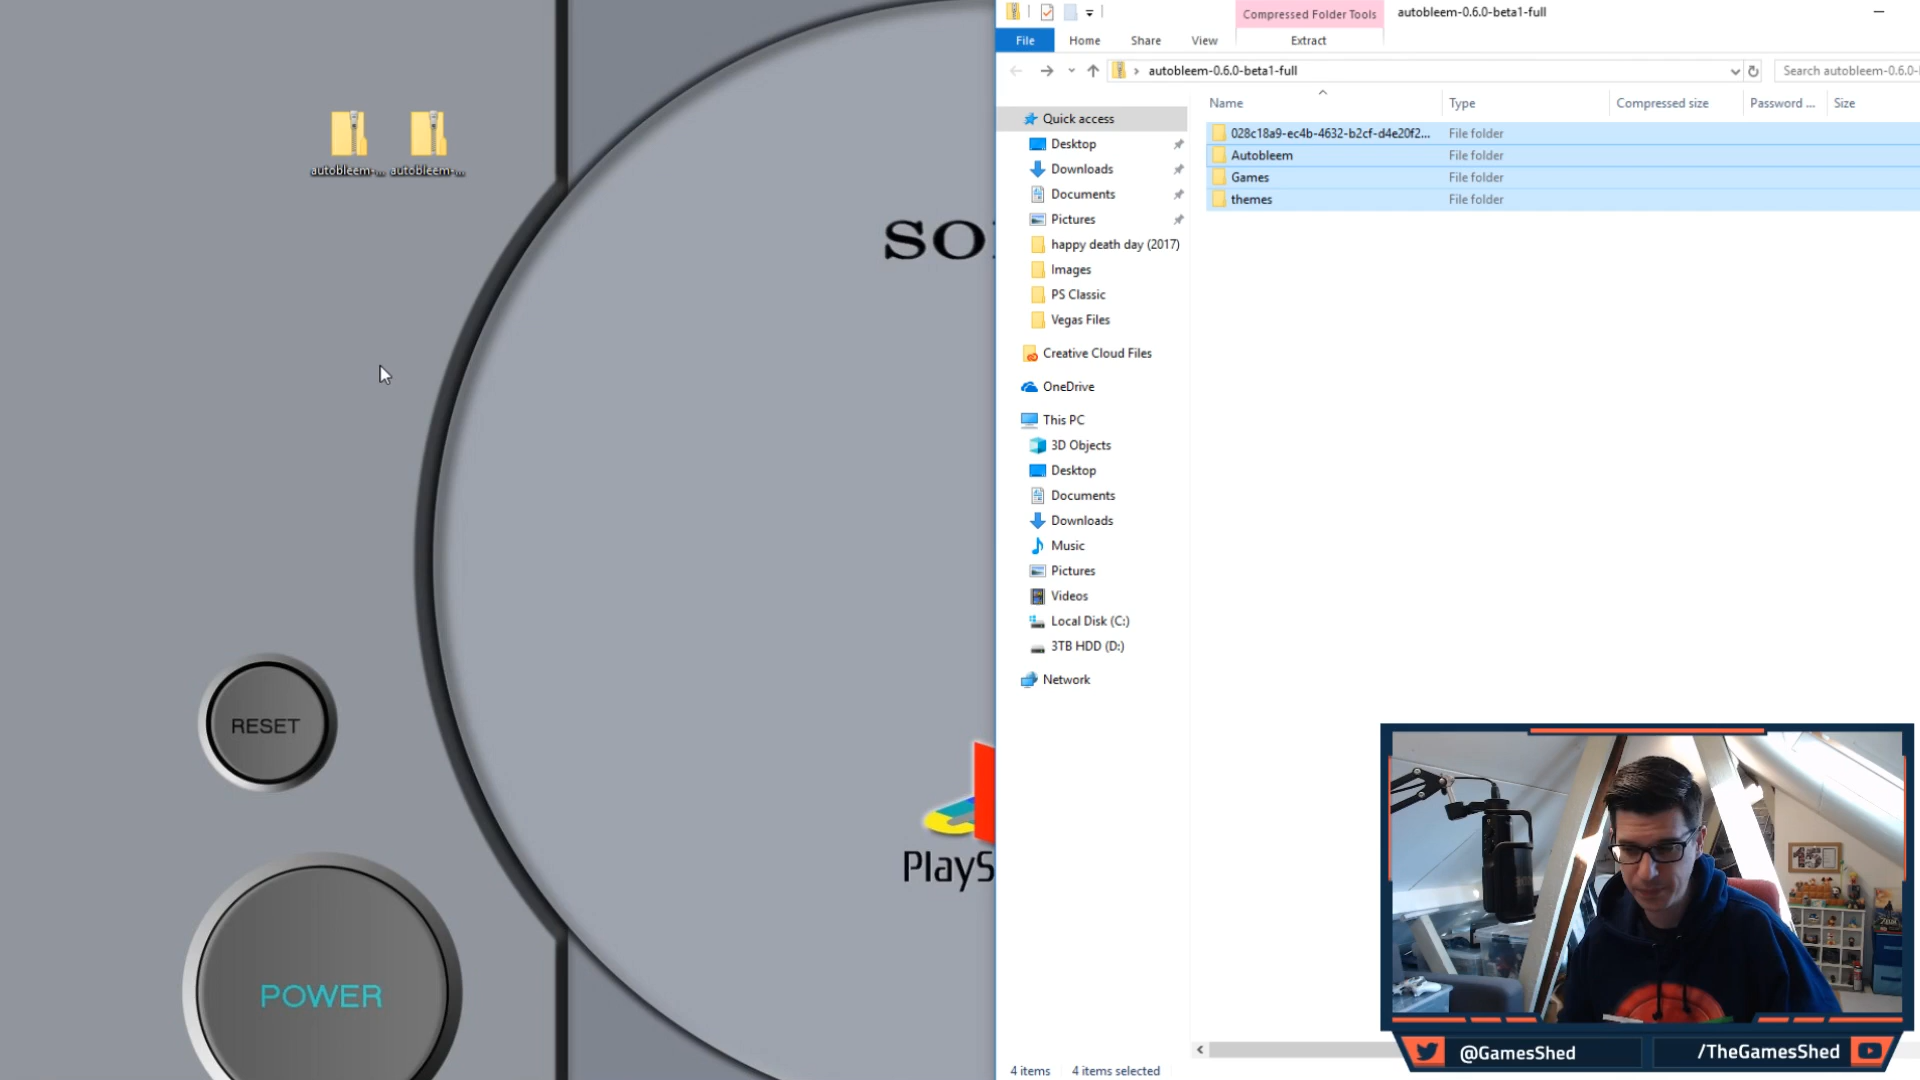 autobleem-...
autobleem-...
SO
RESET
POWER
PlayS
Compressed Folder Tools
autobleem-0.6.0-beta1-full
File
Home
Share
View
Extract
autobleem-0.6.0-beta1-full
Search autobleem-0.6.0-
Name
Type
Compressed size
Password ...
Size
028c18a9-ec4b-4632-b2cf-d4e20f2...
File folder
Autobleem
File folder
Games
File folder
themes
File folder
Quick access
Desktop
Downloads
Documents
Pictures
happy death day (2017)
Images
PS Classic
Vegas Files
Creative Cloud Files
OneDrive
This PC
3D Objects
Desktop
Documents
Downloads
Music
Pictures
Videos
Local Disk (C:)
3TB HDD (D:)
Network
4 items
4 items selected
@GamesShed
/TheGamesShed